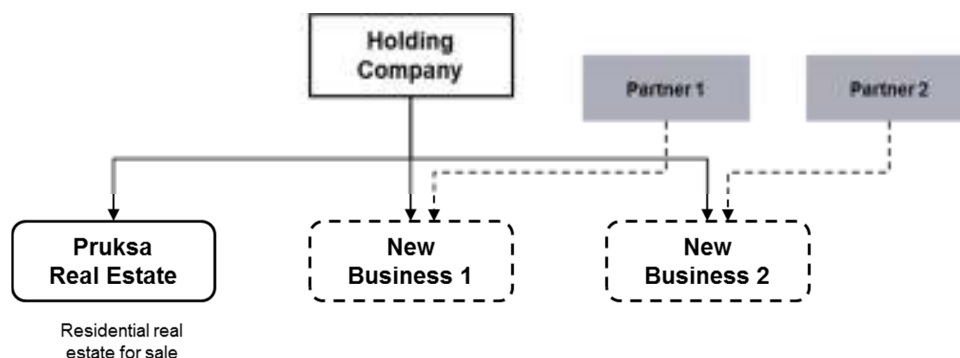 Holding
Company
Partner 1
Partner 2
Pruksa
Real Estate
New
Business 1
New
Business 2
Residential real
estate for sale